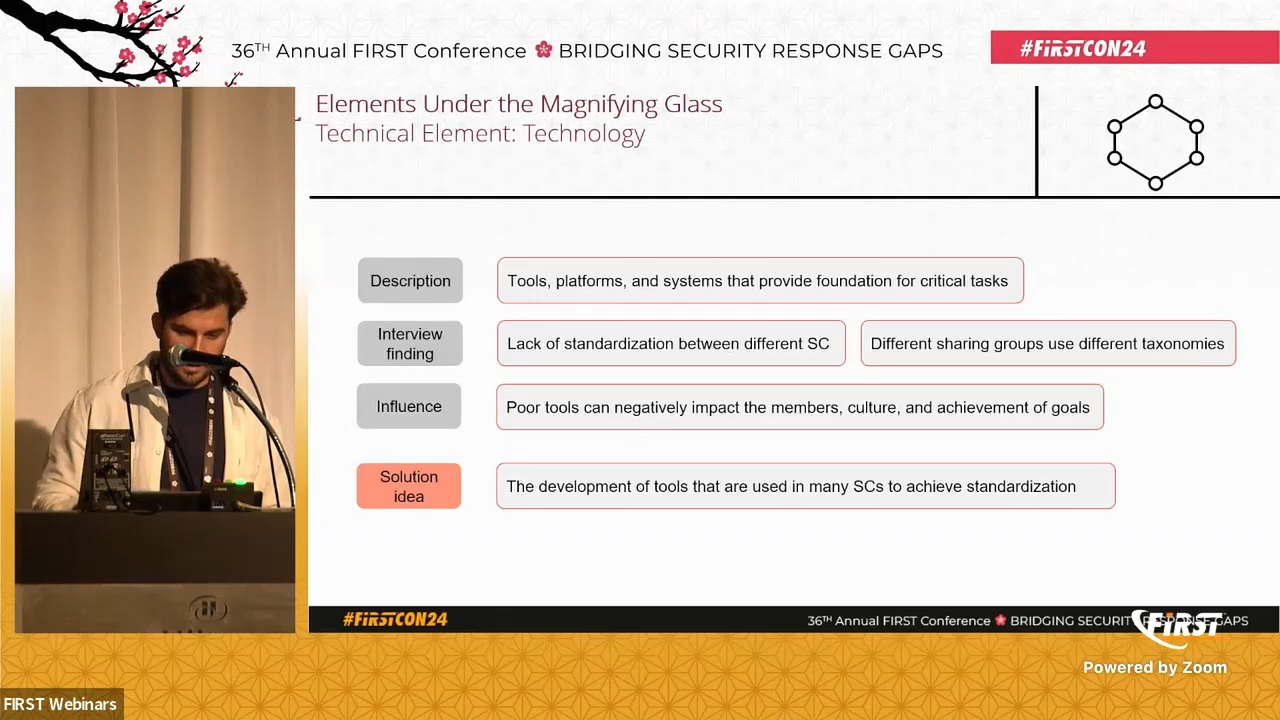 36TH Annual FIRST Conference BRIDGING SECURITY RESPONSE GAPS
#FiRSTCON24
Elements Under the Magnifying Glass
Technical Element: Technology
Description
Tools, platforms, and systems that provide foundation for critical tasks
Interview
finding
Lack of standardization between different SC
Different sharing groups use different taxonomies
Influence
Poor tools can negatively impact the members, culture, and achievement of goals
Solution
idea
The development of tools that are used in many SCs to achieve standardization
#FiRSTCON24
36TH Annual FIRST Conference BRIDGING SECURITY RESPONSE GAPS
FiRST
Powered by Zoom
FIRST Webinars